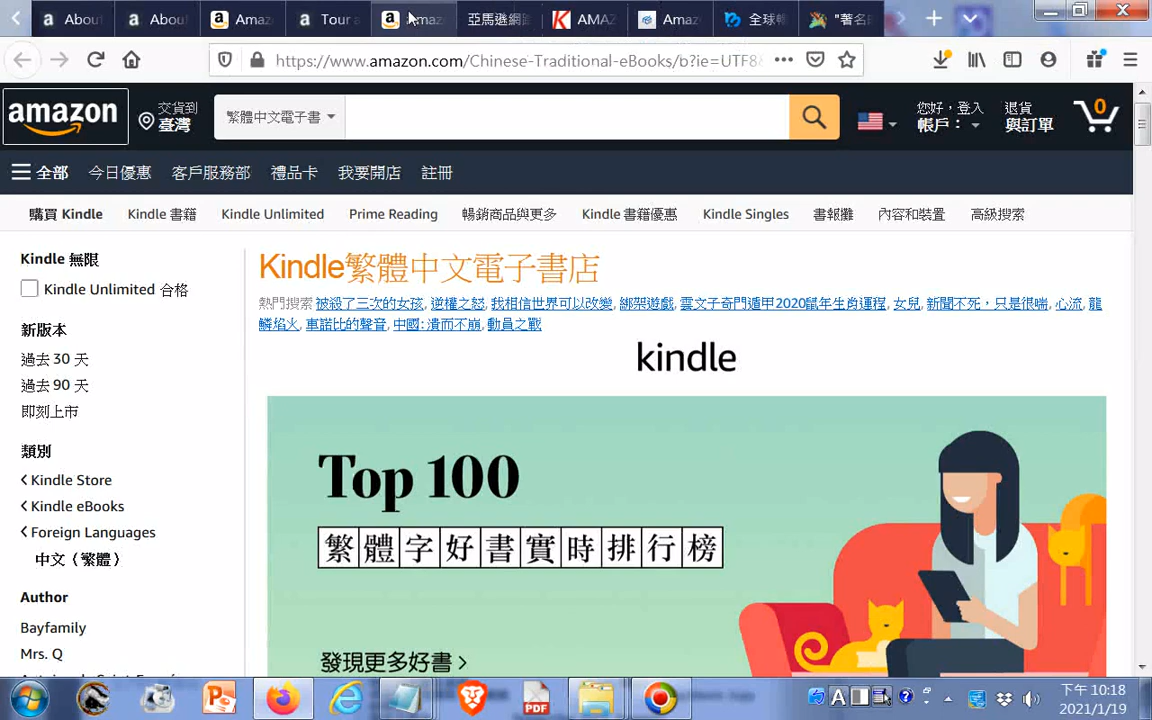 About
About
Amaz
Tour a
Amaz
亞馬遜網路
AMAZ
Amaz
全球暢
"著名
https://www.amazon.com/Chinese-Traditional-eBooks/b?ie=UTF8&
amazon
交貨到
臺灣
繁體中文電子書
您好，登入
帳戶：
退貨
與訂單
0
全部
今日優惠
客戶服務部
禮品卡
我要開店
註冊
購買 Kindle
Kindle 書籍
Kindle Unlimited
Prime Reading
暢銷商品與更多
Kindle 書籍優惠
Kindle Singles
書報攤
內容和裝置
高級搜索
Kindle 無限
Kindle Unlimited 合格
新版本
過去 30 天
過去 90 天
即刻上市
類別
Kindle Store
Kindle eBooks
Foreign Languages
中文（繁體）
Author
Bayfamily
Mrs. Q
Kindle繁體中文電子書店
熱門搜索 被殺了三次的女孩, 逆權之怒, 我相信世界可以改變, 綁架遊戲, 雲文子奇門遁甲2020鼠年生肖運程, 女兒, 新聞不死，只是很喘, 心流, 龍
鱗焰火, 車諾比的聲音, 中國: 潰而不崩, 動員之戰
kindle
Top 100
繁體字好書實時排行榜
發現更多好書 >
PDF
A
下午 10:18
2021/1/19